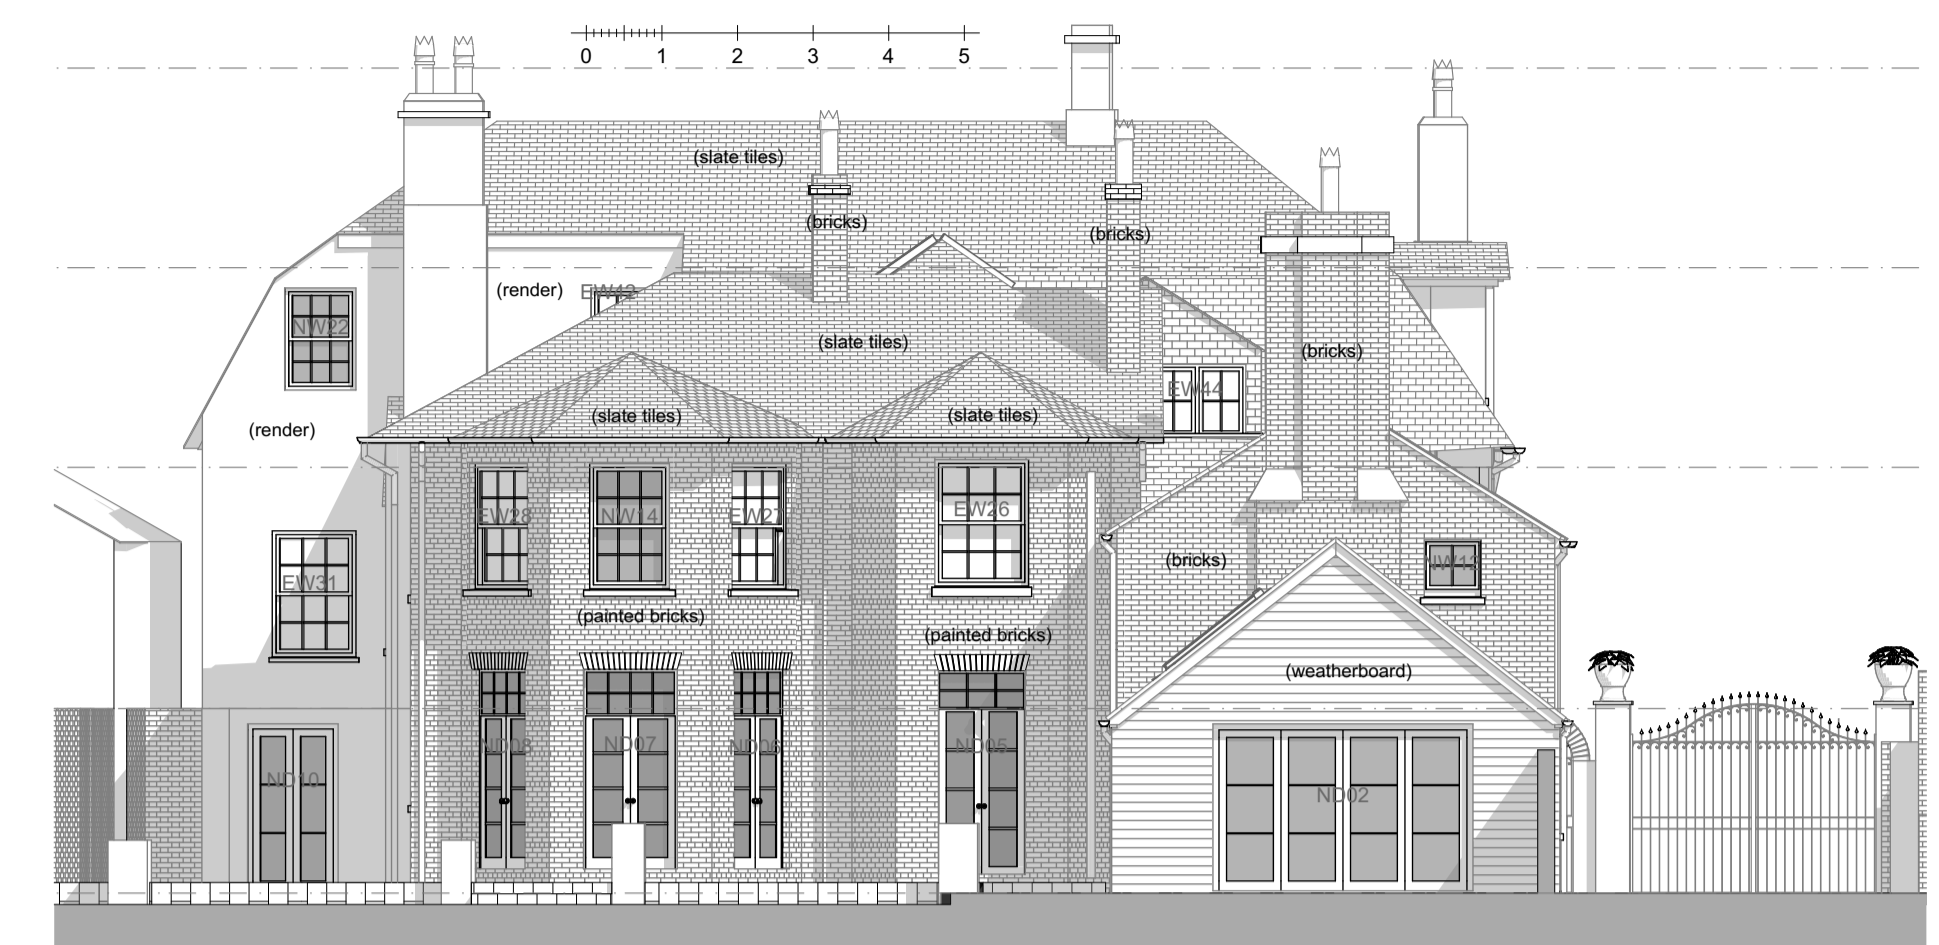 0 1 2 3 4 5
(slate tiles)
(bricks)
(bricks)
(render)
EW42
NW22
(slate tiles)
(bricks)
EW44
(slate tiles)
(slate tiles)
(render)
EW28
NW14
EW27
EW26
(bricks)
NW12
EW31
(painted bricks)
(painted bricks)
(weatherboard)
ND08
ND07
ND06
ND05
ND10
ND02